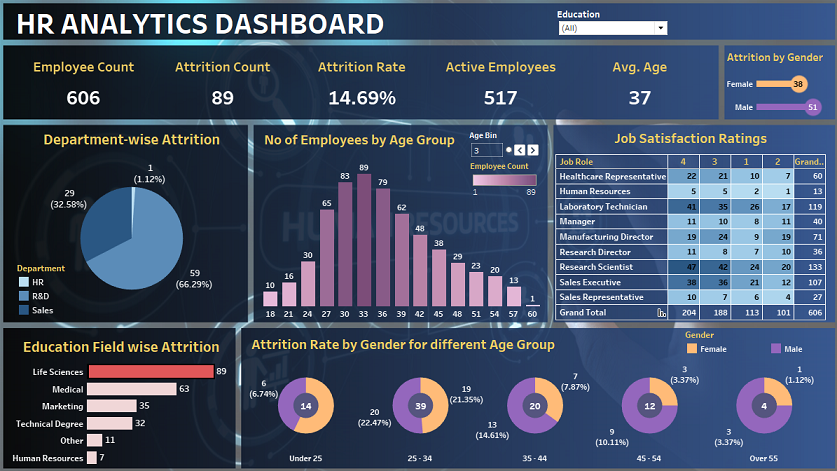 HR ANALYTICS DASHBOARD
Education
(All)
Employee Count
Attrition Count
Attrition Rate
Active Employees
Avg. Age
606
89
14.69%
517
37
Attrition by Gender
Female
38
Male
51
Department-wise Attrition
1
(1.12%)
29
(32.58%)
59
(66.29%)
Department
HR
R&D
Sales
No of Employees by Age Group
Age Bin
3
Employee Count
1
89
10
16
30
65
83
89
79
62
48
38
29
23
20
13
1
18 21 24 27 30 33 36 39 42 45 48 51 54 57 60
HUMAN RESOURCES
Job Satisfaction Ratings
Job Role 4 3 1 2 Grand..
Healthcare Representative 22 21 10 7 60
Human Resources 5 5 2 1 13
Laboratory Technician 41 35 26 17 119
Manager 11 10 8 11 40
Manufacturing Director 19 24 9 19 71
Research Director 11 8 7 10 36
Research Scientist 47 42 24 20 133
Sales Executive 38 36 21 12 107
Sales Representative 10 7 6 4 27
Grand Total 204 188 113 101 606
Education Field wise Attrition
Life Sciences 89
Medical 63
Marketing 35
Technical Degree 32
Other 11
Human Resources 7
Attrition Rate by Gender for different Age Group
Gender
Female
Male
6
(6.74%)
14
Under 25
19
(21.35%)
20
(22.47%)
39
25 - 34
7
(7.87%)
13
(14.61%)
20
35 - 44
3
(3.37%)
9
(10.11%)
12
45 - 54
1
(1.12%)
3
(3.37%)
4
Over 55